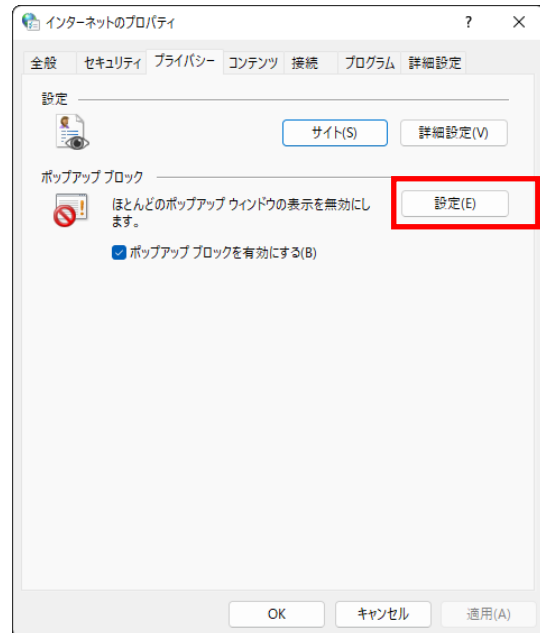 インターネットのプロパティ ? ×
全般 セキュリティ プライバシー コンテンツ 接続 プログラム 詳細設定
設定
サイト(S) 詳細設定(V)
ポップアップ ブロック
ほとんどのポップアップ ウィンドウの表示を無効にし 設定(E)
ます。
ポップアップ ブロックを有効にする(B)
OK キャンセル 適用(A)